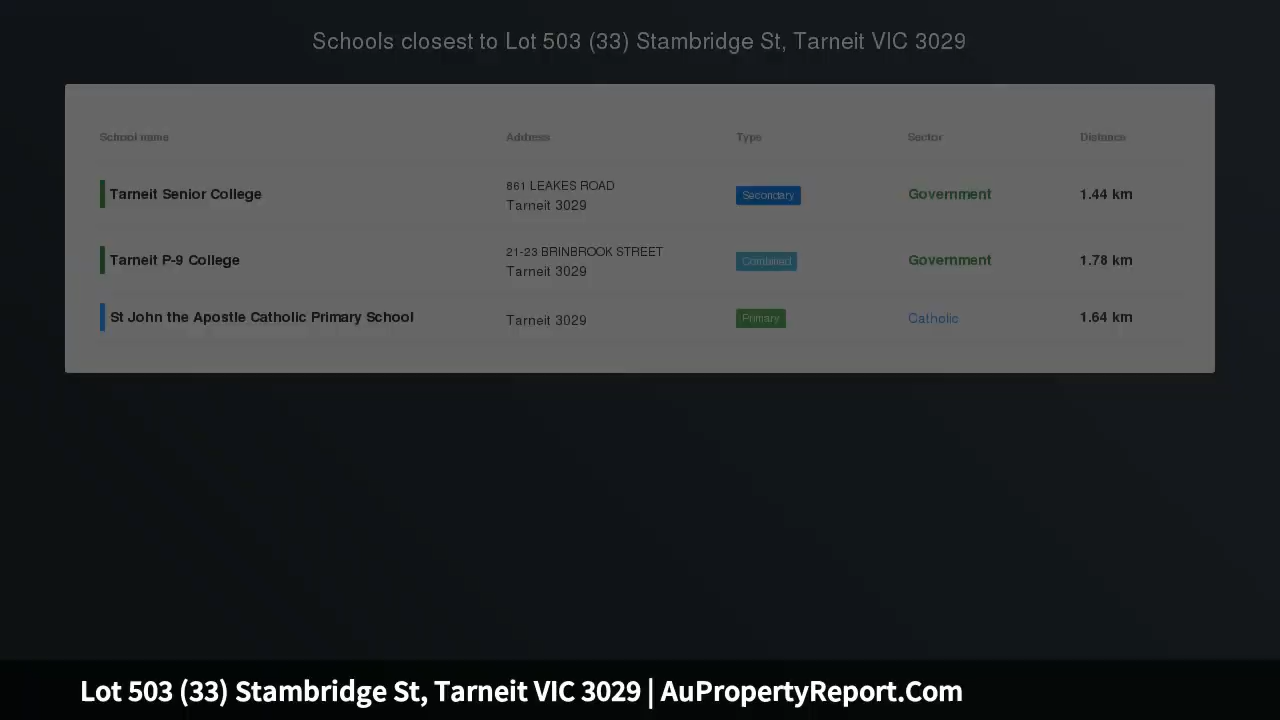 Schools closest to Lot 503 (33) Stambridge St, Tarneit VIC 3029
School name Address Type Sector Distance
Tarneit Senior College 861 LEAKES ROAD Tarneit 3029 Secondary Government 1.44 km
Tarneit P-9 College 21-23 BRINBROOK STREET Tarneit 3029 Combined Government 1.78 km
St John the Apostle Catholic Primary School Tarneit 3029 Primary Catholic 1.64 km
Lot 503 (33) Stambridge St, Tarneit VIC 3029 | AuPropertyReport.Com